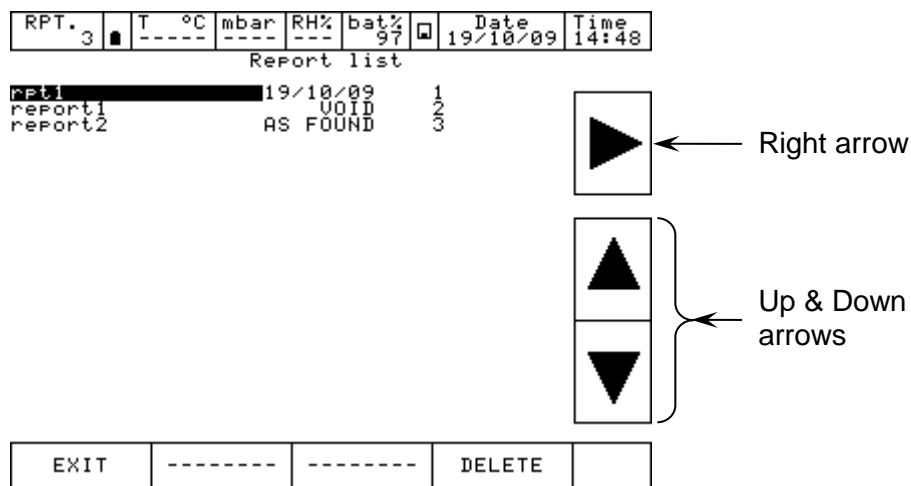 RPT. T °C mbar RH% bat% Date Time
3 ----- ---- --- 97 19/10/09 14:48
Report list
rpt1 19/10/09 1
report1 VOID 2
report2 AS FOUND 3
Right arrow
Up & Down
arrows
EXIT -------- -------- DELETE